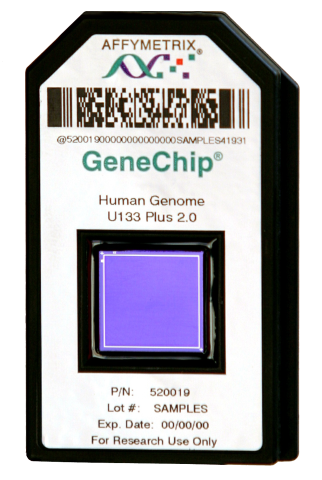 AFFYMETRIX®
@52001900000000000000SAMPLES41931
GeneChip®
Human Genome
U133 Plus 2.0
P/N: 520019
Lot #: SAMPLES
Exp. Date: 00/00/00
For Research Use Only